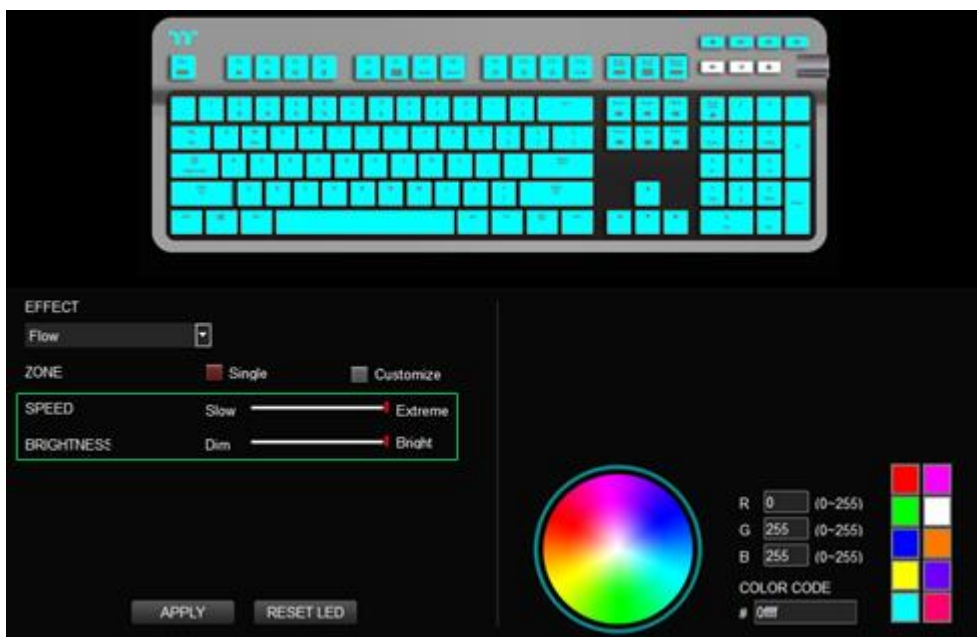 EFFECT
Flow
ZONE Single Customize
SPEED Slow Extreme
BRIGHTNESS Dim Bright
R 0 (0~255)
G 255 (0~255)
B 255 (0~255)
COLOR CODE
# 0ffff
APPLY RESET LED